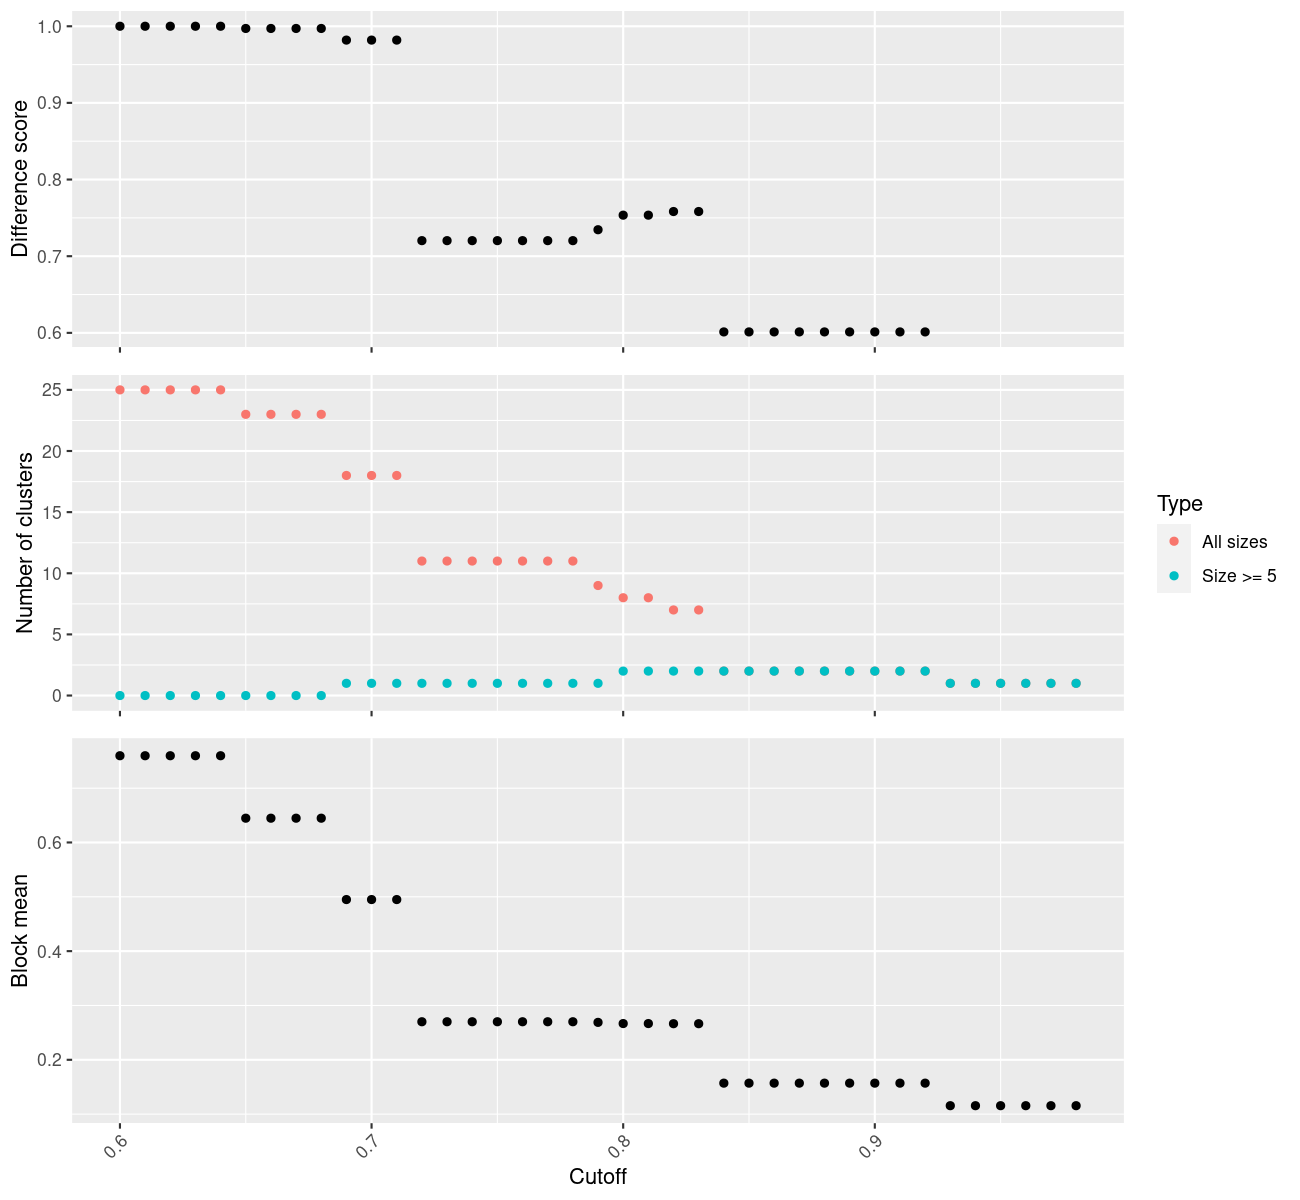 Difference score
1.0
0.9
0.8
0.7
0.6
Number of clusters
25
20
15
10
5
0
Type
All sizes
Size >= 5
Block mean
0.6
0.4
0.2
0.6
0.7
0.8
0.9
Cutoff